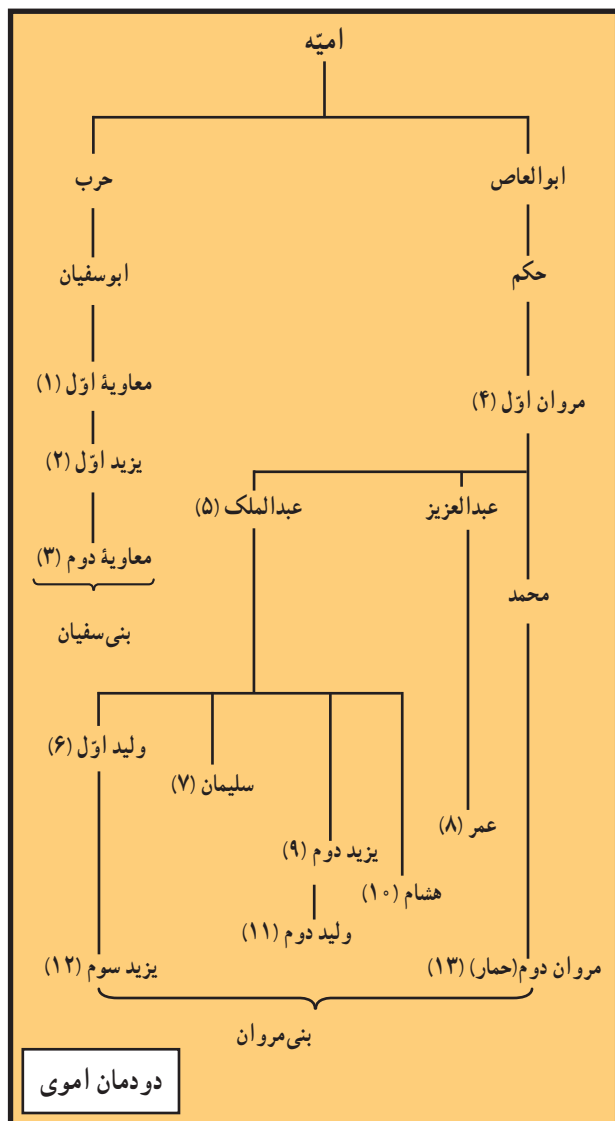 امیّه
ابوالعاص
حرب
حکم
ابوسفیان
مروان اوّل (۴)
معاویهٔ اوّل (۱)
یزید اوّل (۲)
عبدالعزیز
عبدالملک (۵)
معاویهٔ دوم (۳)
محمد
بنی‌سفیان
ولید اوّل (۶)
سلیمان (۷)
عمر (۸)
یزید دوم (۹)
هشام (۱۰)
ولید دوم (۱۱)
مروان دوم(حمار) (۱۳)
یزید سوم (۱۲)
بنی‌مروان
دودمان اموی